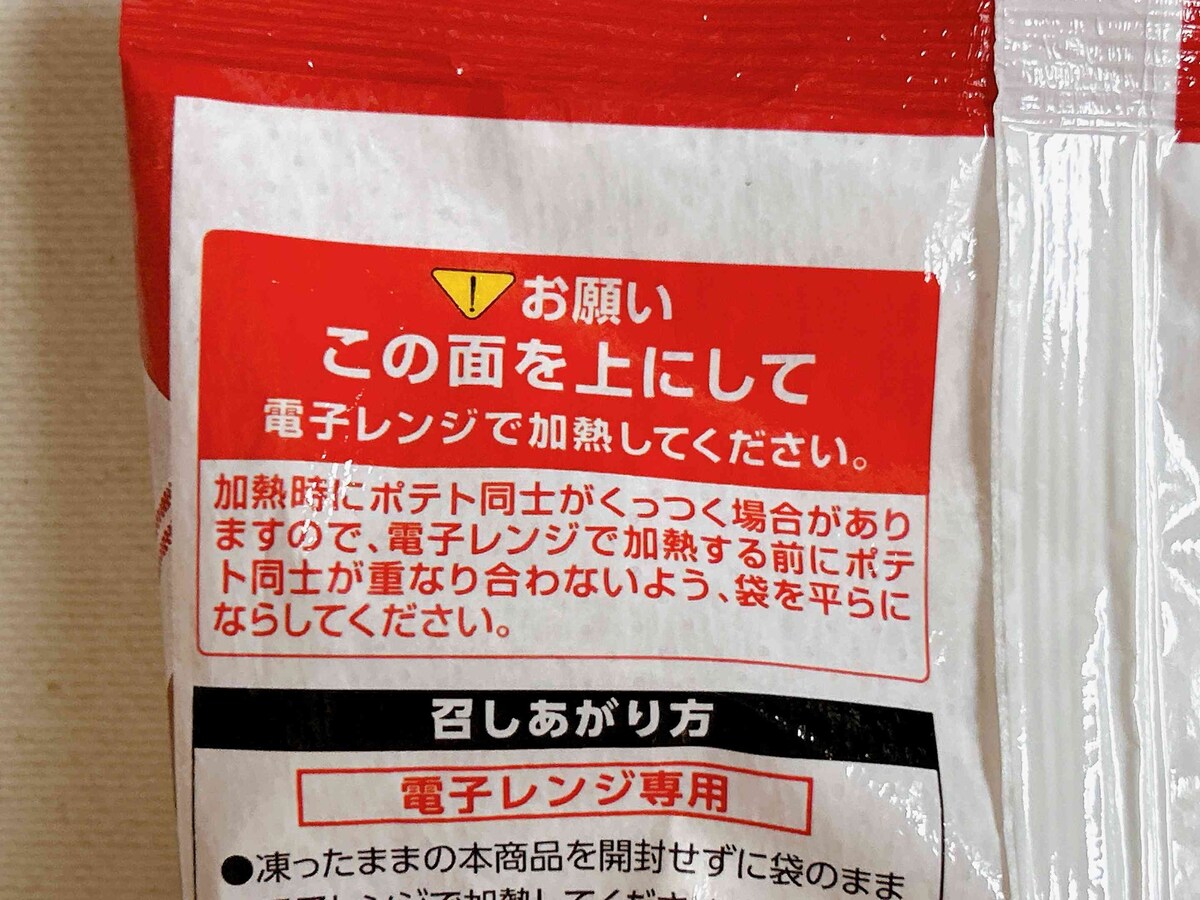 お願い
この面を上にして
電子レンジで加熱してください。
加熱時にポテト同士がくっつく場合があり
ますので、電子レンジで加熱する前にポテ
ト同士が重なり合わないよう、袋を平らに
ならしてください。
召しあがり方
電子レンジ専用
●凍ったままの本商品を開封せずに袋のまま